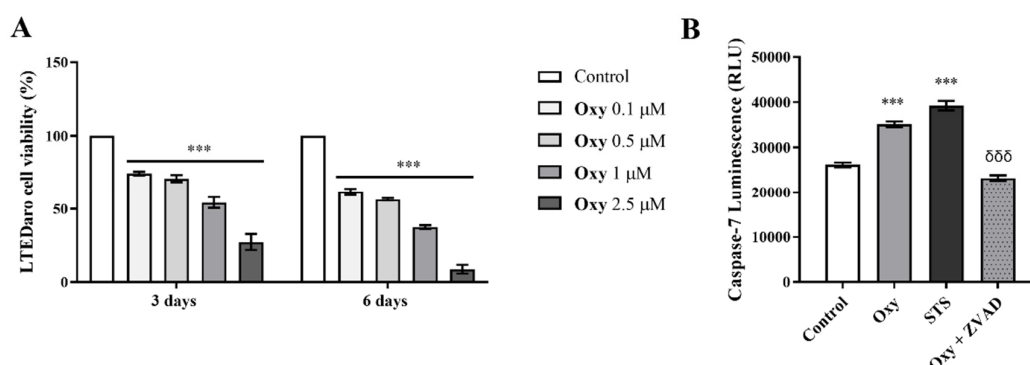 A
LTEDaro cell viability (%)
150
100
50
0
***
***
3 days
6 days
Control
Oxy 0.1 μM
Oxy 0.5 μM
Oxy 1 μM
Oxy 2.5 μM
B
Caspase-7 Luminescence (RLU)
50000
40000
30000
20000
10000
0
***
***
δδδ
Control
Oxy
STS
Oxy + ZVAD